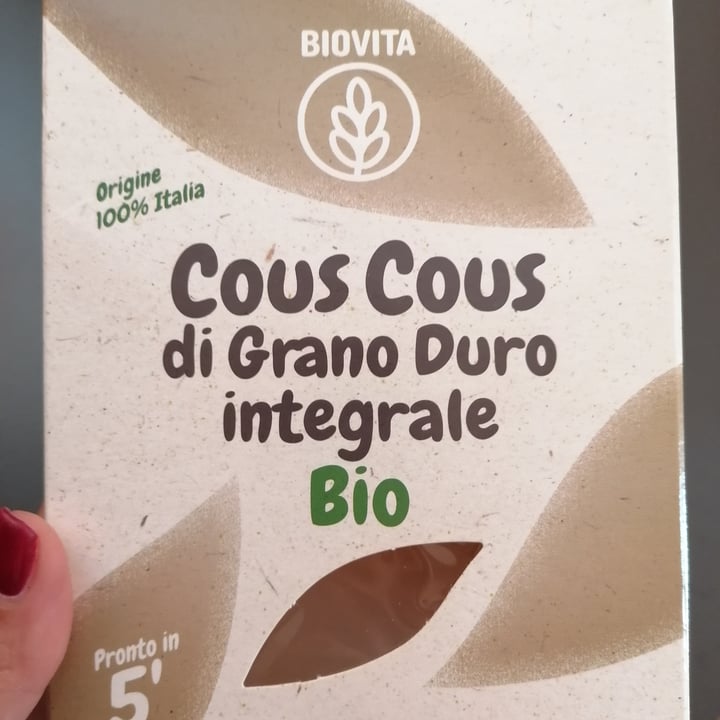 BIOVITA
Origine
100% Italia
Cous Cous
di Grano Duro
integrale
Bio
Pronto in
5'